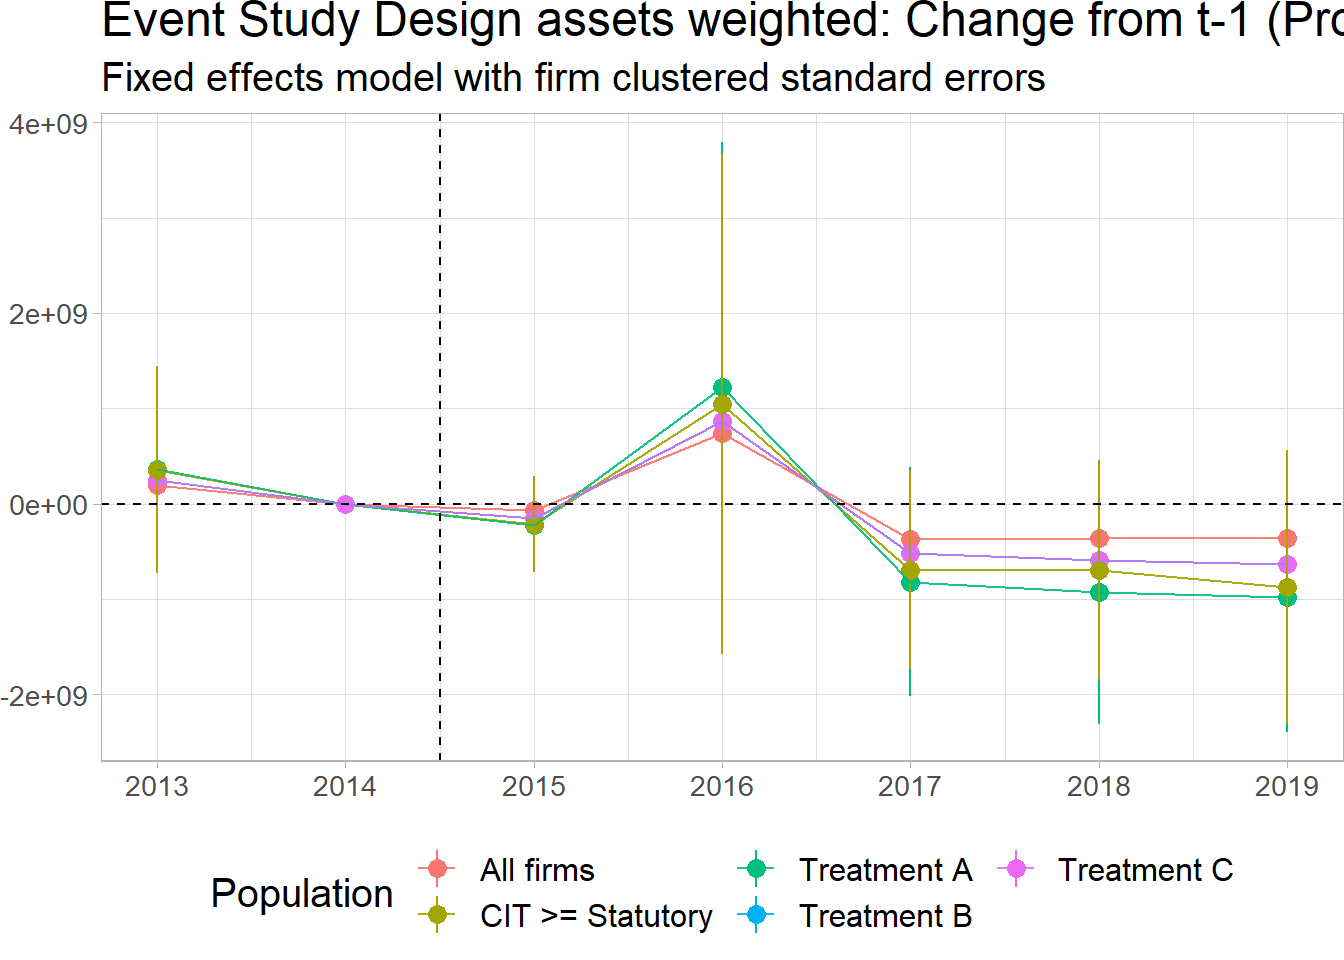 Event Study Design assets weighted: Change from t-1 (Pro
Fixed effects model with firm clustered standard errors
4e+09
2e+09
0e+00
-2e+09
2013 2014 2015 2016 2017 2018 2019
Population
All firms Treatment A Treatment C
CIT >= Statutory Treatment B